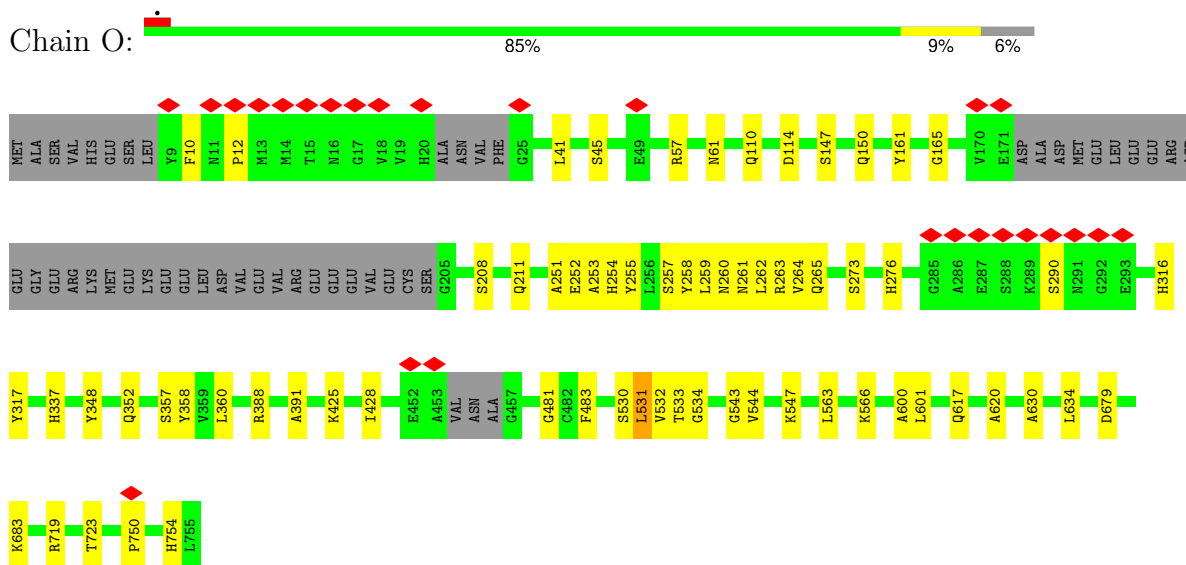 Chain O:
85% 9% 6%
MET ALA SER VAL HIS GLU SER LEU Y9 F10 N11 P12 M13 M14 T15 N16 G17 V18 V19 H20 ALA ASN VAL PHE G25 L41 S45 E49 R57 N61 Q110 D114 S147 Q150 Y161 G165 V170 E171 ASP ALA ASP MET GLU LEU GLU GLU ARG
GLU GLY GLU ARG LYS MET GLU LYS GLU GLU LEU ASP VAL GLU VAL ARG GLU GLU GLU VAL GLU CYS SER G205 S208 Q211 A251 E252 A253 H254 Y255 L256 S257 Y258 L259 N260 N261 L262 R263 V264 Q265 S273 H276 G285 A286 E287 S288 K289 S290 N291 G292 E293 H316
Y317 H337 Y348 Q352 S357 Y358 V359 L360 R388 A391 K425 I428 E452 A453 VAL ASN ALA G457 G481 C482 F483 S530 L531 V532 T533 G534 G543 V544 K547 L563 K566 A600 L601 Q617 A620 A630 L634 D679
K683 R719 T723 P750 H754 L755